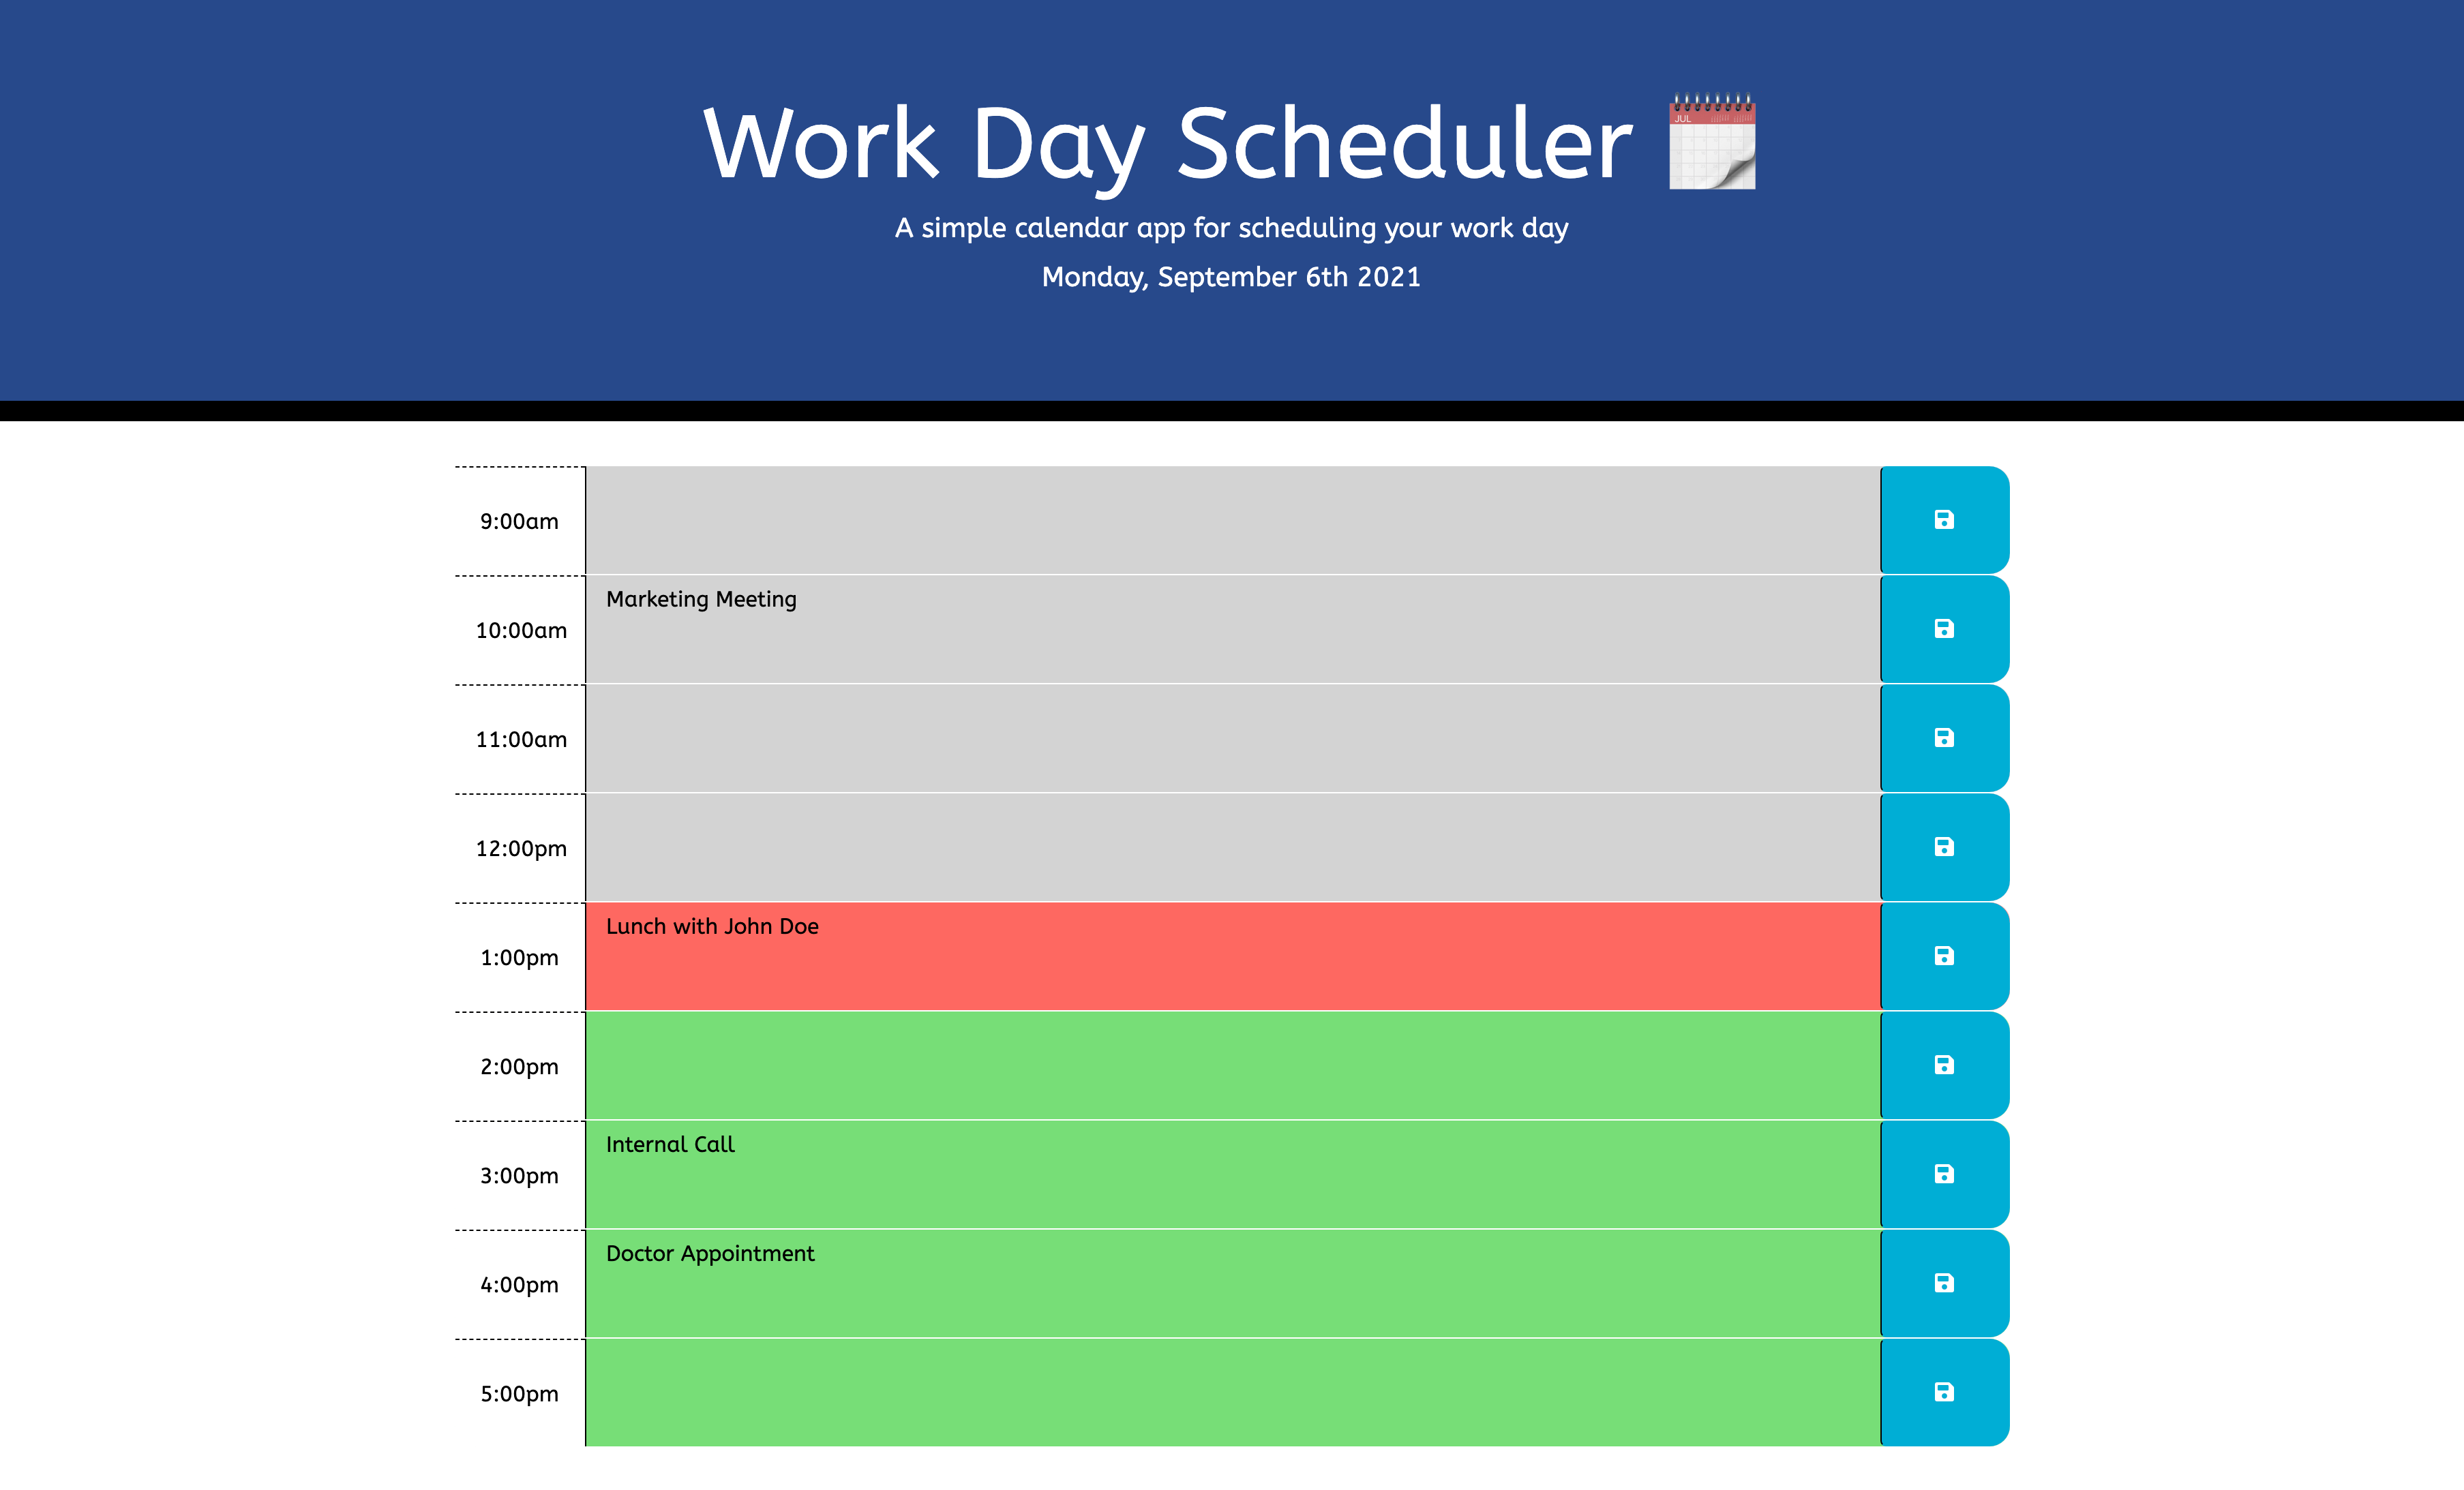 Work Day Scheduler
JUL
A simple calendar app for scheduling your work day
Monday, September 6th 2021
9:00am
Marketing Meeting
10:00am
11:00am
12:00pm
Lunch with John Doe
1:00pm
2:00pm
Internal Call
3:00pm
Doctor Appointment
4:00pm
5:00pm